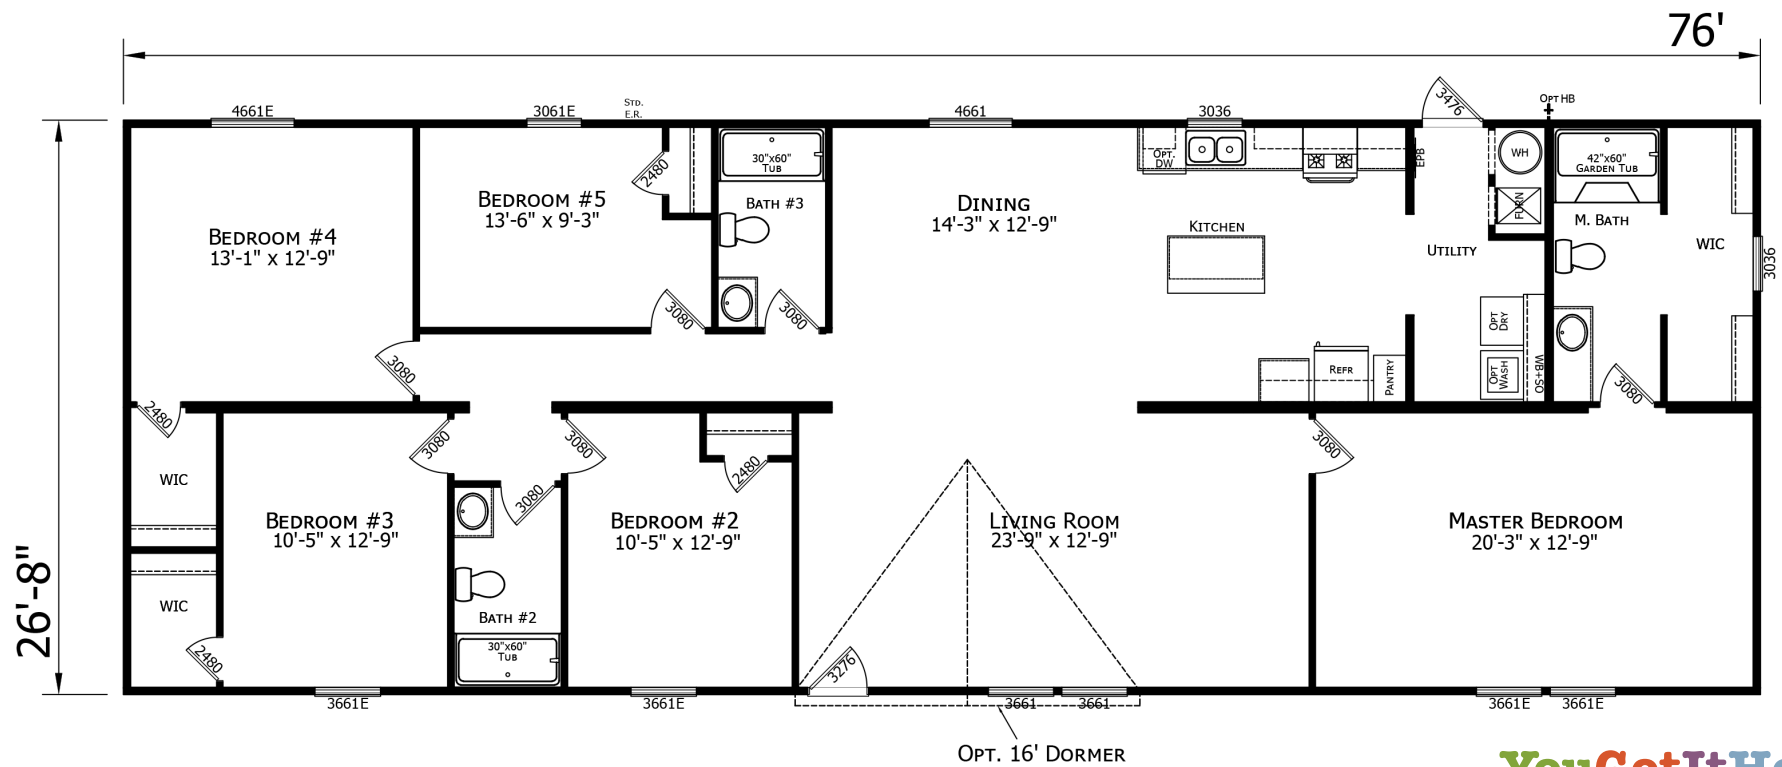 76'
4661E
3061E
STD.
E.R.
4661
3036
3476
OPT HB
30"x60"
TUB
OPT.
DW
EPB
WH
42"x60"
GARDEN TUB
2480
BEDROOM #5
13'-6" x 9'-3"
BATH #3
DINING
14'-3" x 12'-9"
FURN
M. BATH
BEDROOM #4
13'-1" x 12'-9"
KITCHEN
UTILITY
WIC
3036
3080
3080
OPT
DRY
3080
REFR
PANTRY
OPT
WASH
WB+SO
3080
2480
3080
3080
2480
3080
WIC
3080
BEDROOM #3
10'-5" x 12'-9"
BEDROOM #2
10'-5" x 12'-9"
LIVING ROOM
23'-9" x 12'-9"
MASTER BEDROOM
20'-3" x 12'-9"
26'-8"
WIC
BATH #2
30"x60"
TUB
2480
3276
3661E
3661E
3661
3661
3661E
3661E
OPT. 16' DORMER
YouGotItHo